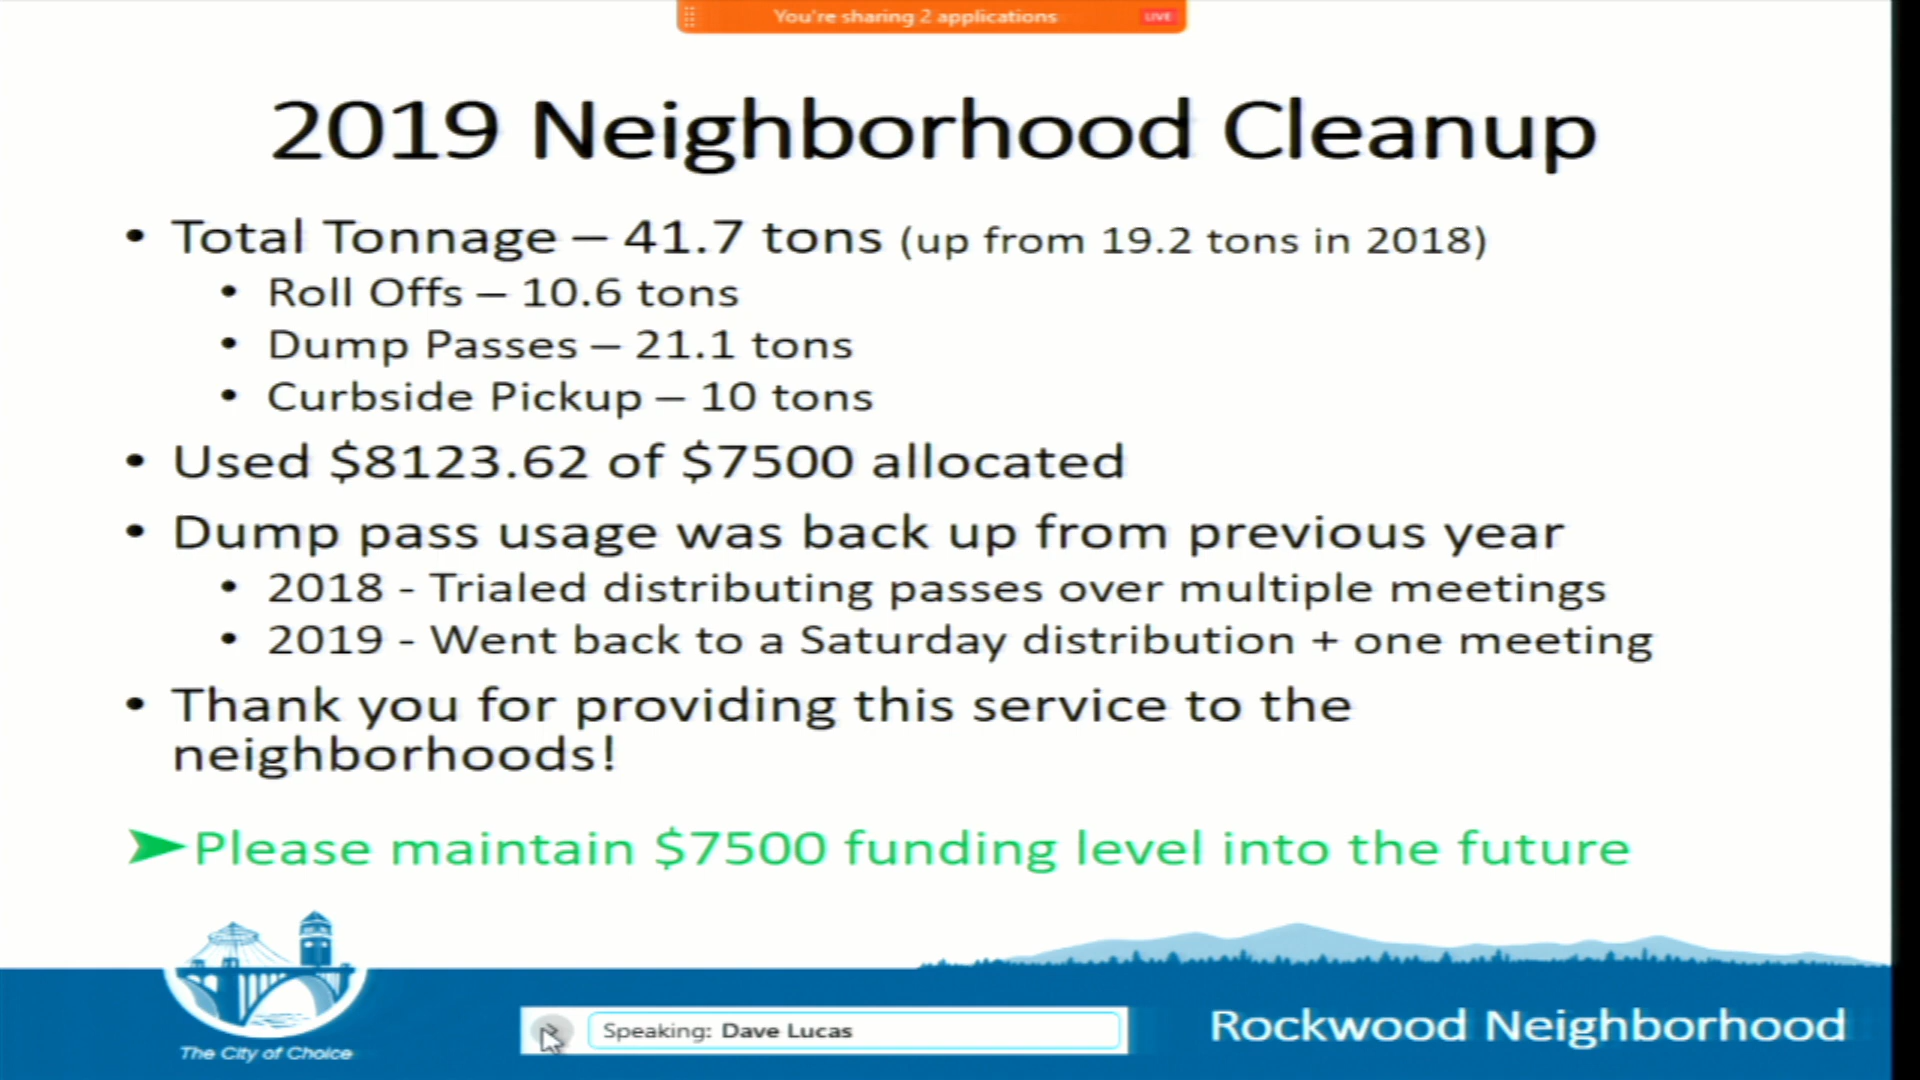 You're sharing 2 applications
LIVE
2019 Neighborhood Cleanup
• Total Tonnage – 41.7 tons (up from 19.2 tons in 2018)
• Roll Offs – 10.6 tons
• Dump Passes – 21.1 tons
• Curbside Pickup – 10 tons
• Used $8123.62 of $7500 allocated
• Dump pass usage was back up from previous year
• 2018 - Trialed distributing passes over multiple meetings
• 2019 - Went back to a Saturday distribution + one meeting
• Thank you for providing this service to the
neighborhoods!
➤Please maintain $7500 funding level into the future
The City of Choice
Speaking: Dave Lucas
Rockwood Neighborhood